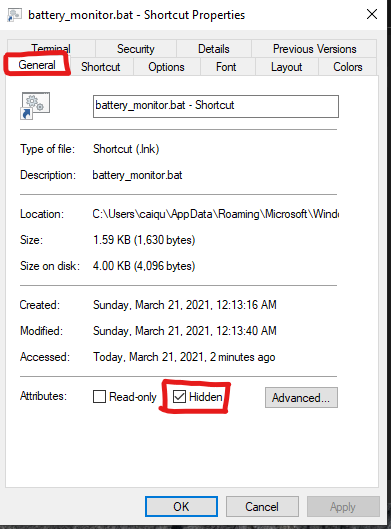 battery_monitor.bat - Shortcut Properties
Terminal Security Details Previous Versions
General Shortcut Options Font Layout Colors
battery_monitor.bat - Shortcut
Type of file: Shortcut (.lnk)
Description: battery_monitor.bat
Location: C:\Users\caiqu\AppData\Roaming\Microsoft\Windo
Size: 1.59 KB (1,630 bytes)
Size on disk: 4.00 KB (4,096 bytes)
Created: Sunday, March 21, 2021, 12:13:16 AM
Modified: Sunday, March 21, 2021, 12:13:40 AM
Accessed: Today, March 21, 2021, 2 minutes ago
Attributes: Read-only Hidden Advanced...
OK Cancel Apply